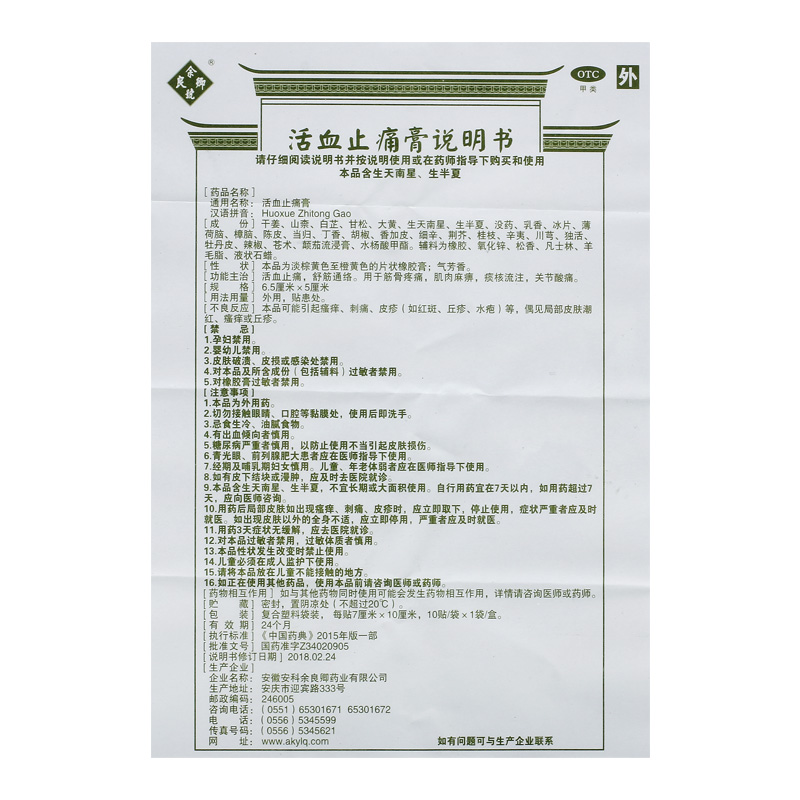 余良卿號
®
OTC
甲类
外
活血止痛膏说明书
请仔细阅读说明书并按说明使用或在药师指导下购买和使用
本品含生天南星、生半夏
[药品名称]
通用名称：活血止痛膏
汉语拼音：Huoxue Zhitong Gao
[成 份] 干姜、山柰、白芷、甘松、大黄、生天南星、生半夏、没药、乳香、冰片、薄
荷脑、樟脑、陈皮、当归、丁香、胡椒、香加皮、细辛、荆芥、桂枝、辛夷、川芎、独活、
牡丹皮、辣椒、苍术、颠茄流浸膏、水杨酸甲酯。辅料为橡胶、氧化锌、松香、凡士林、羊
毛脂、液状石蜡。
[性 状] 本品为淡棕黄色至橙黄色的片状橡胶膏；气芳香。
[功能主治] 活血止痛，舒筋通络。用于筋骨疼痛，肌肉麻痹，痰核流注，关节酸痛。
[规 格] 6.5厘米×5厘米
[用法用量] 外用，贴患处。
[不良反应] 本品可能引起瘙痒、刺痛、皮疹（如红斑、丘疹、水疱）等，偶见局部皮肤潮
红、瘙痒或丘疹。
[禁 忌]
1.孕妇禁用。
2.婴幼儿禁用。
3.皮肤破溃、皮损或感染处禁用。
4.对本品及所含成份（包括辅料）过敏者禁用。
5.对橡胶膏过敏者禁用。
[注意事项]
1.本品为外用药。
2.切勿接触眼睛、口腔等黏膜处，使用后即洗手。
3.忌食生冷、油腻食物。
4.有出血倾向者慎用。
5.糖尿病严重者慎用，以防止使用不当引起皮肤损伤。
6.青光眼、前列腺肥大患者应在医师指导下使用。
7.经期及哺乳期妇女慎用。儿童、年老体弱者应在医师指导下使用。
8.如有皮下结块或漫肿，应及时去医院就诊。
9.本品含生天南星、生半夏，不宜长期或大面积使用。自行用药宜在7天以内，如用药超过7
天，应向医师咨询。
10.用药后局部皮肤如出现瘙痒、刺痛、皮疹时，应立即取下，停止使用，症状严重者应及时
就医。如出现皮肤以外的全身不适，应立即停用，严重者应及时就医。
11.用药3天症状无缓解，应去医院就诊。
12.对本品过敏者禁用，过敏体质者慎用。
13.本品性状发生改变时禁止使用。
14.儿童必须在成人监护下使用。
15.请将本品放在儿童不能接触的地方。
16.如正在使用其他药品，使用本品前请咨询医师或药师。
[药物相互作用] 如与其他药物同时使用可能会发生药物相互作用，详情请咨询医师或药师。
[贮 藏] 密封，置阴凉处（不超过20℃）。
[包 装] 复合塑料袋装，每贴7厘米×10厘米，10贴/袋×1袋/盒。
[有 效 期] 24个月
[执行标准]《中国药典》2015年版一部
[批准文号] 国药准字Z34020905
[说明书修订日期] 2018.02.24
[生产企业]
企业名称：安徽安科余良卿药业有限公司
生产地址：安庆市迎宾路333号
邮政编码：246005
咨询电话：（0551）65301671 65301672
电 话：（0556）5345599
传真号码：（0556）5345621
网 址：www.akylq.com
如有问题可与生产企业联系